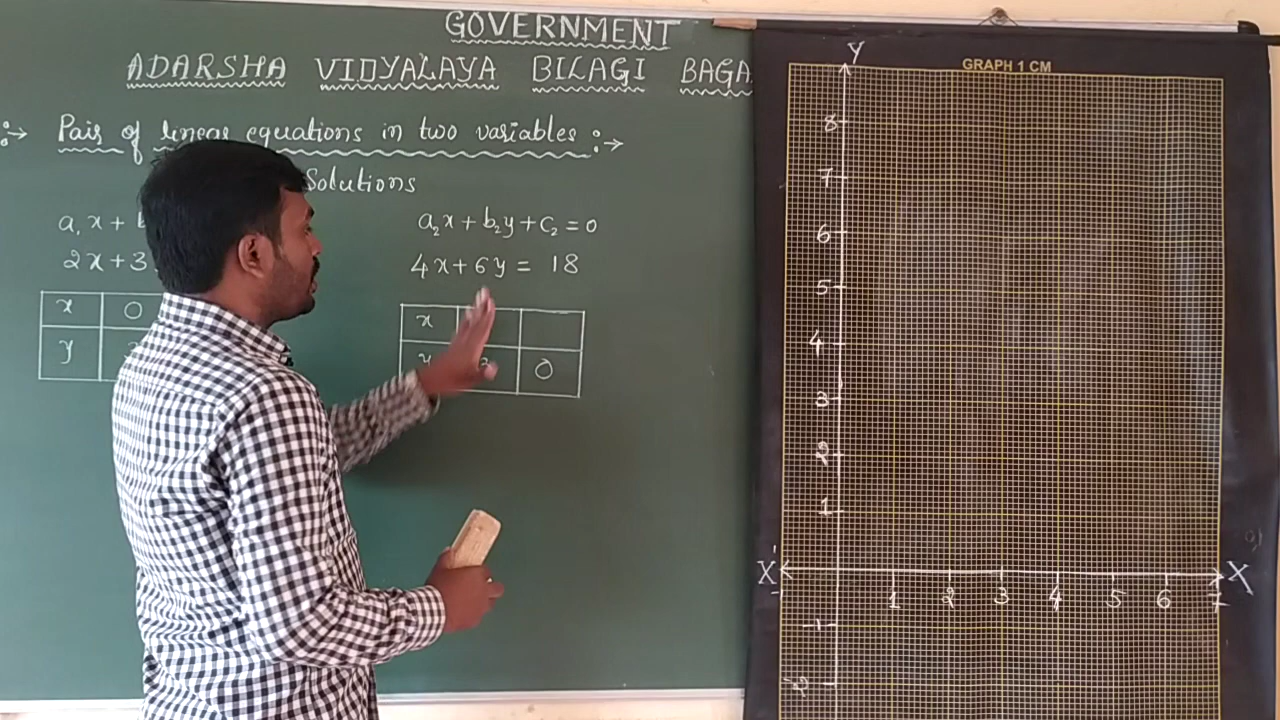 GOVERNMENT
ADARSHA VIDYALAYA BILAGI BAGA
:→ Pair of linear equations in two variables :→
Solutions
a₁x +
a₂x + b₂y + c₂ = 0
2x + 3
4x + 6y = 18
x 0
y
x
y 0
GRAPH 1 CM
Y
8
7
6
5
4
3
2
1
X' X
1 2 3 4 5 6 7
-1
-2